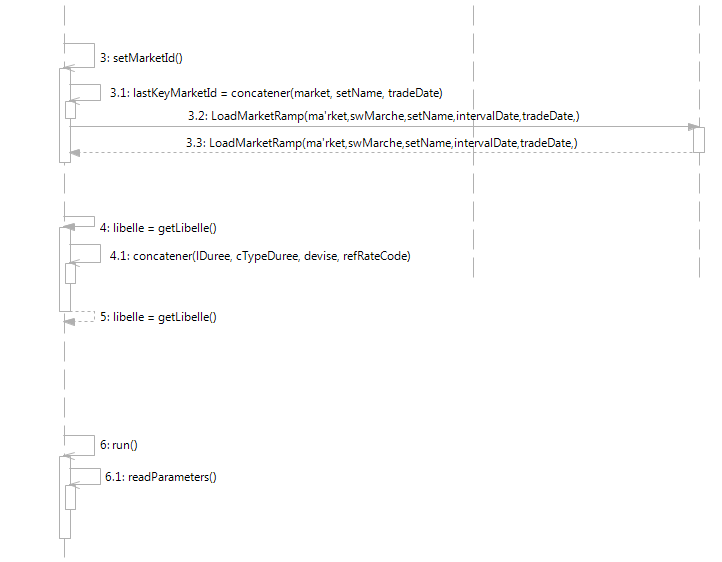 3: setMarketId()
3.1: lastKeyMarketId = concatener(market, setName, tradeDate)
3.2: LoadMarketRamp(ma'rket,swMarche,setName,intervalDate,tradeDate,)
3.3: LoadMarketRamp(ma'rket,swMarche,setName,intervalDate,tradeDate,)
4: libelle = getLibelle()
4.1: concatener(lDuree, cTypeDuree, devise, refRateCode)
5: libelle = getLibelle()
6: run()
6.1: readParameters()